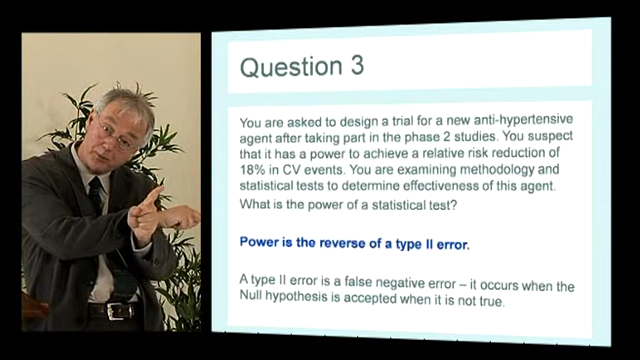 Question 3
You are asked to design a trial for a new anti-hypertensive
agent after taking part in the phase 2 studies. You suspect
that it has a power to achieve a relative risk reduction of
18% in CV events. You are examining methodology and
statistical tests to determine effectiveness of this agent.
What is the power of a statistical test?
Power is the reverse of a type II error.
A type II error is a false negative error – it occurs when the
Null hypothesis is accepted when it is not true.